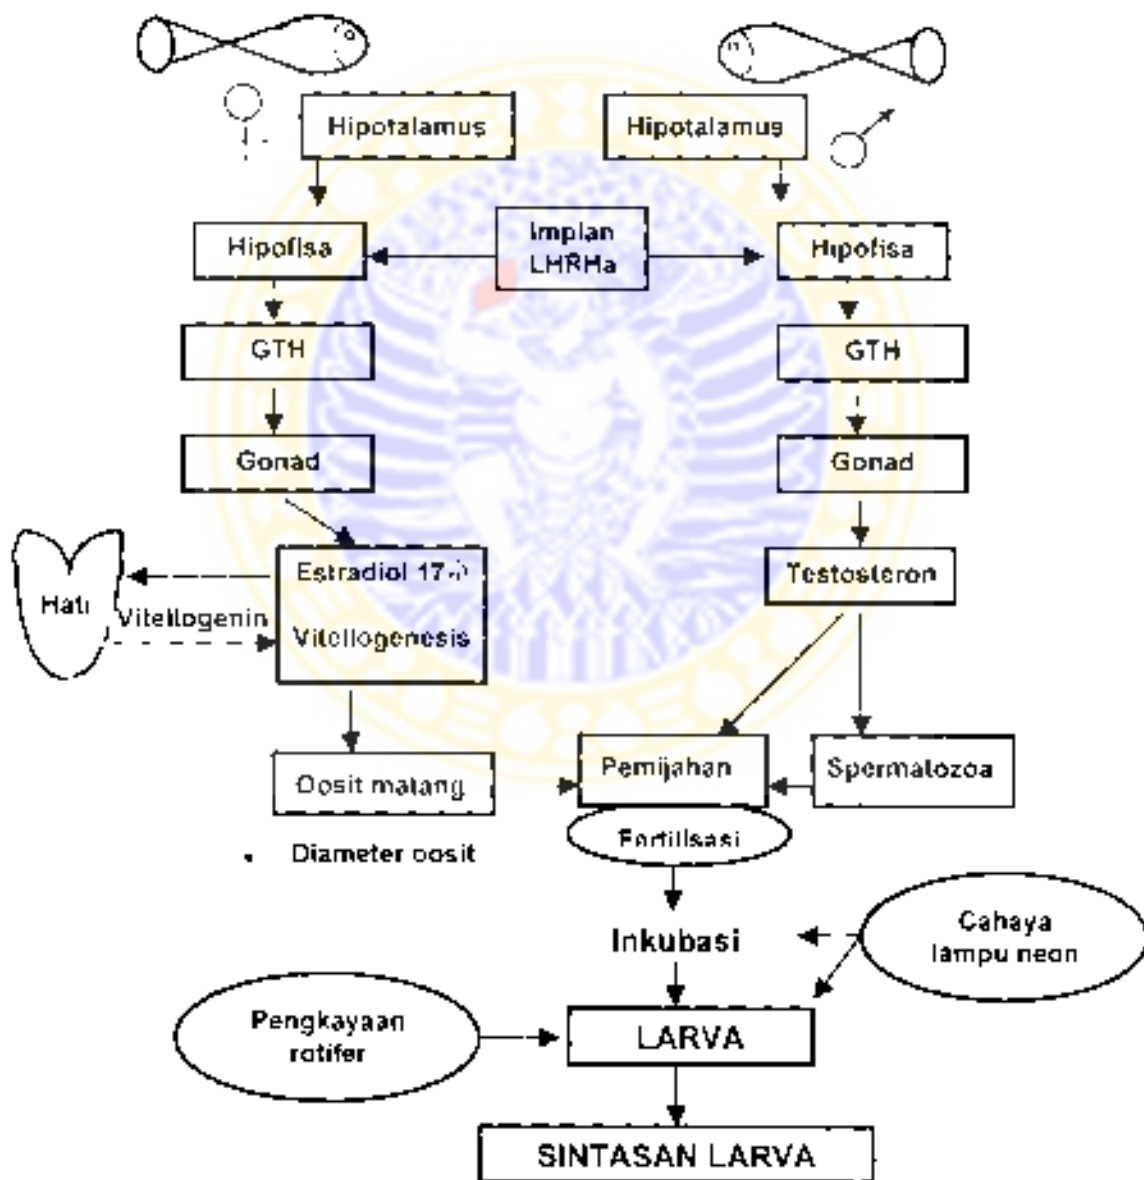 Hipotalamus
Hipotalamus
Hipofisa
Implan
LHRHa
Hipofisa
GTH
GTH
Gonad
Gonad
Hati
Vitellogenin
Estradiol 17
Vitellogenesis
Testosteron
Oosit matang
Pemijahan
Spermatozoa
Fertilisasi
• Diameter oosit
Inkubasi
Cahaya
lampu neon
Pengkayaan
rotifer
LARVA
SINTASAN LARVA